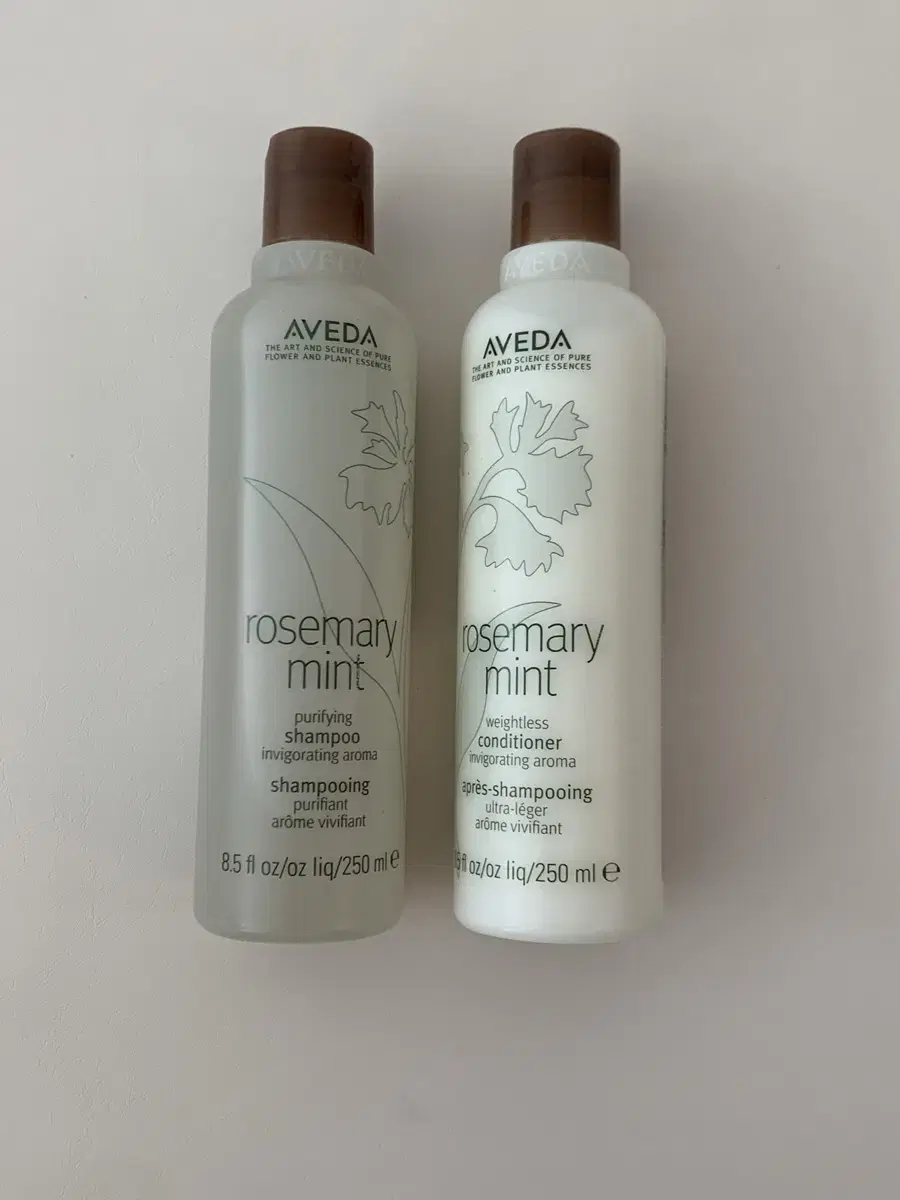 AVEDA
AVEDA
THE ART AND SCIENCE OF PURE
FLOWER AND PLANT ESSENCES
rosemary
mint
purifying
shampoo
invigorating aroma
shampooing
purifiant
arôme vivifiant
8.5 fl oz/oz liq/250 ml ℮
AVEDA
AVEDA
THE ART AND SCIENCE OF PURE
FLOWER AND PLANT ESSENCES
rosemary
mint
weightless
conditioner
invigorating aroma
après-shampooing
ultra-léger
arôme vivifiant
fl oz/oz liq/250 ml ℮